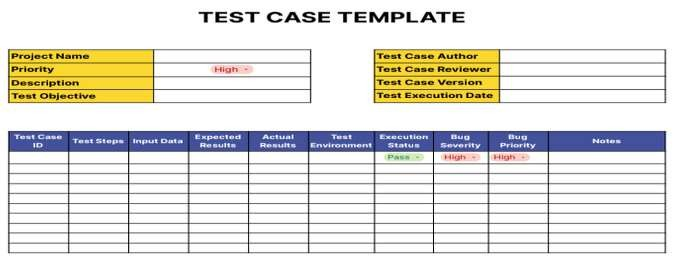 TEST CASE TEMPLATE
Project Name
Priority High
Description
Test Objective
Test Case Author
Test Case Reviewer
Test Case Version
Test Execution Date
Test Case ID Test Steps Input Data Expected Results Actual Results Test Environment Execution Status Bug Severity Bug Priority Notes
Pass High High